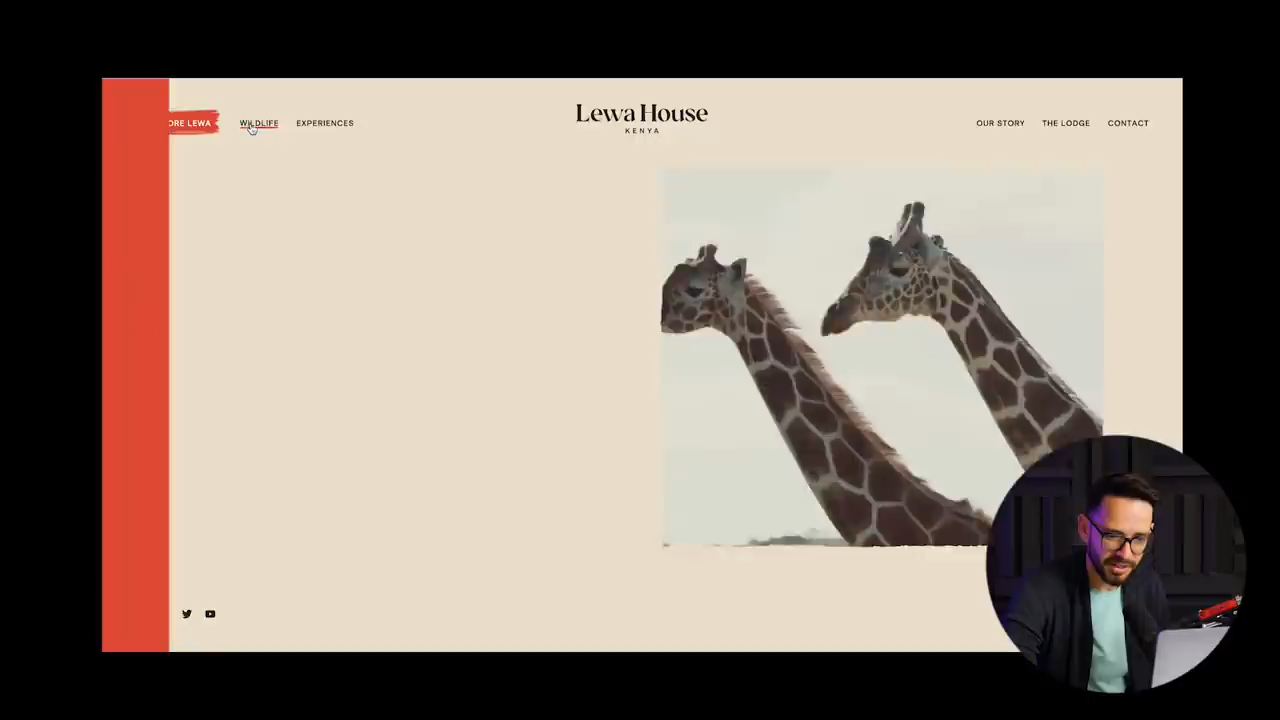 ORE LEWA
WILDLIFE
EXPERIENCES
Lewa House
KENYA
OUR STORY
THE LODGE
CONTACT